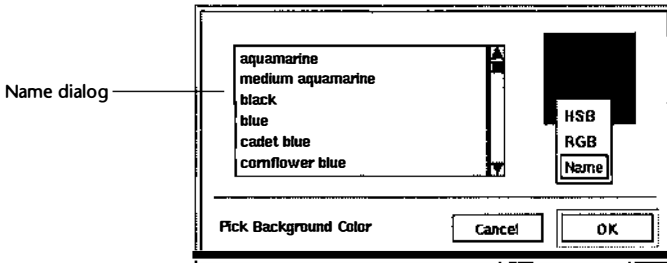 Name dialog
aquamarine
medium aquamarine
black
blue
cadet blue
cornflower blue
HSB
RGB
Name
Pick Background Color
Cancel
OK